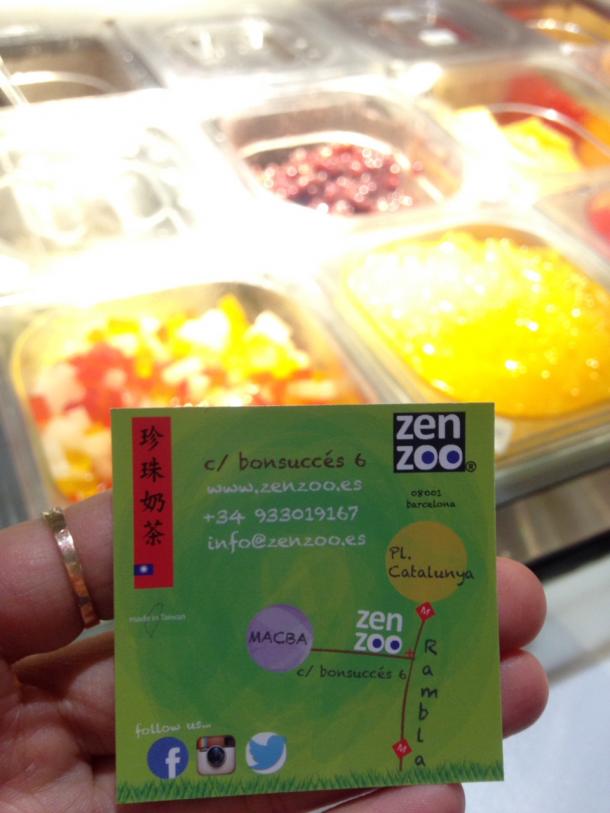 珍珠奶茶
made in Taiwan
c/ bonsuccés 6
www.zenzoo.es
+34 933019167
info@zenzoo.es
zen
zoo®
08001
barcelona
Pl.
Catalunya
M
MACBA
zen
zoo
c/ bonsuccés 6
Rambla
M
follow us...